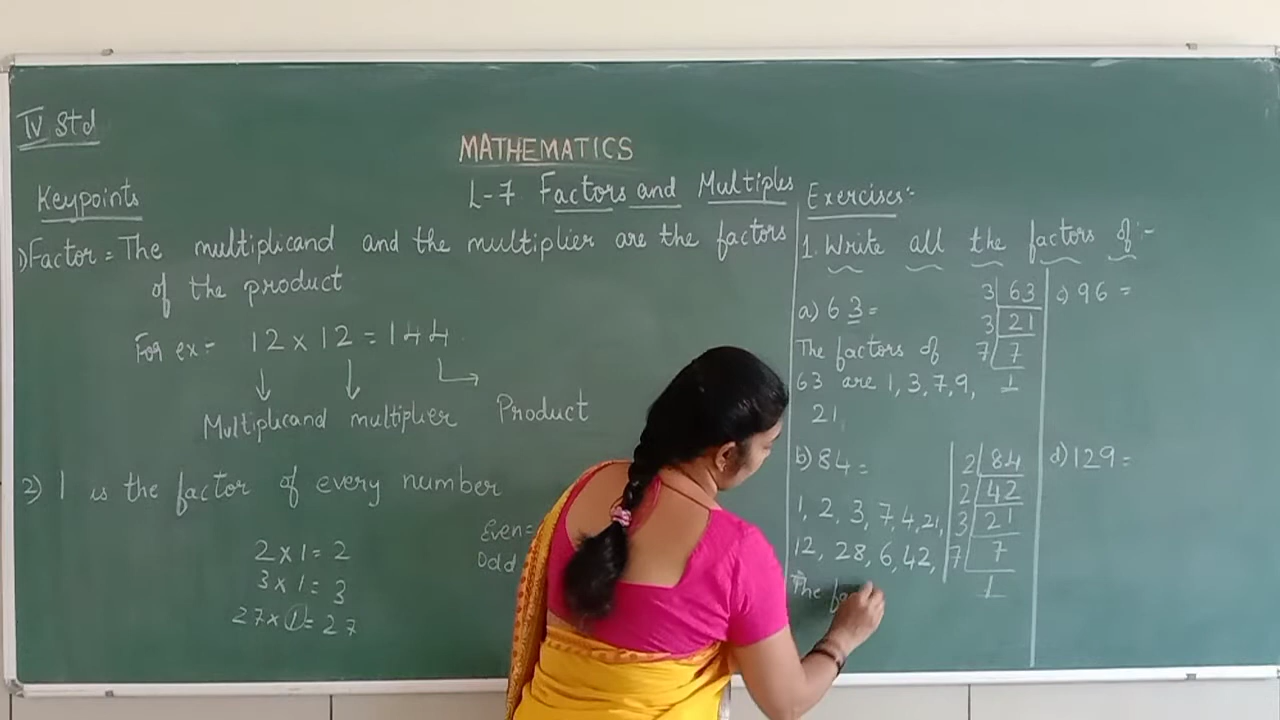 IV Std
MATHEMATICS
L-7 Factors and Multiples
Keypoints
1) Factor = The multiplicand and the multiplier are the factors
of the product
For ex:- 12 x 12 = 144
Multiplicand multiplier Product
2) 1 is the factor of every number
2 x 1 = 2
3 x 1 = 3
27 x 1 = 27
Even =
Odd
Exercises:-
1. Write all the factors of :-
a) 63 =
The factors of
63 are 1, 3, 7, 9,
21,
3 63
3 21
7 7
1
b) 84 =
1, 2, 3, 7, 4, 21,
12, 28, 6, 42,
The fa
2 84
2 42
3 21
7 7
1
c) 96 =
d) 129 =